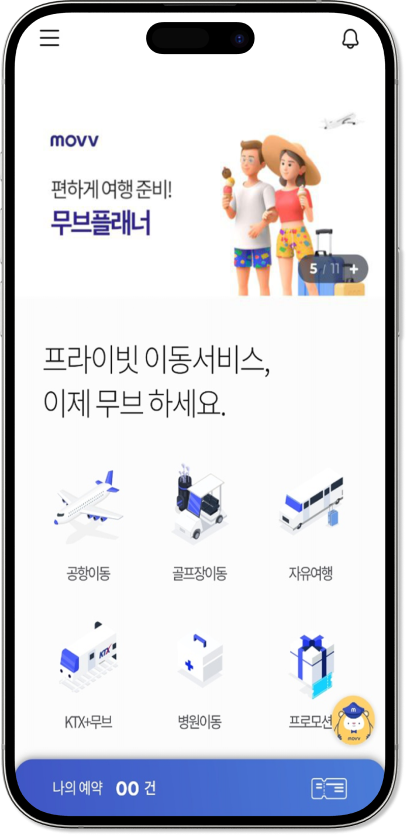 movv
편하게 여행 준비!
무브플래너
5 / 11 +
프라이빗 이동서비스,
이제 무브 하세요.
공항이동
골프장이동
자유여행
KTX
KTX+무브
병원이동
프로모션
M
movv
나의 예약 00 건